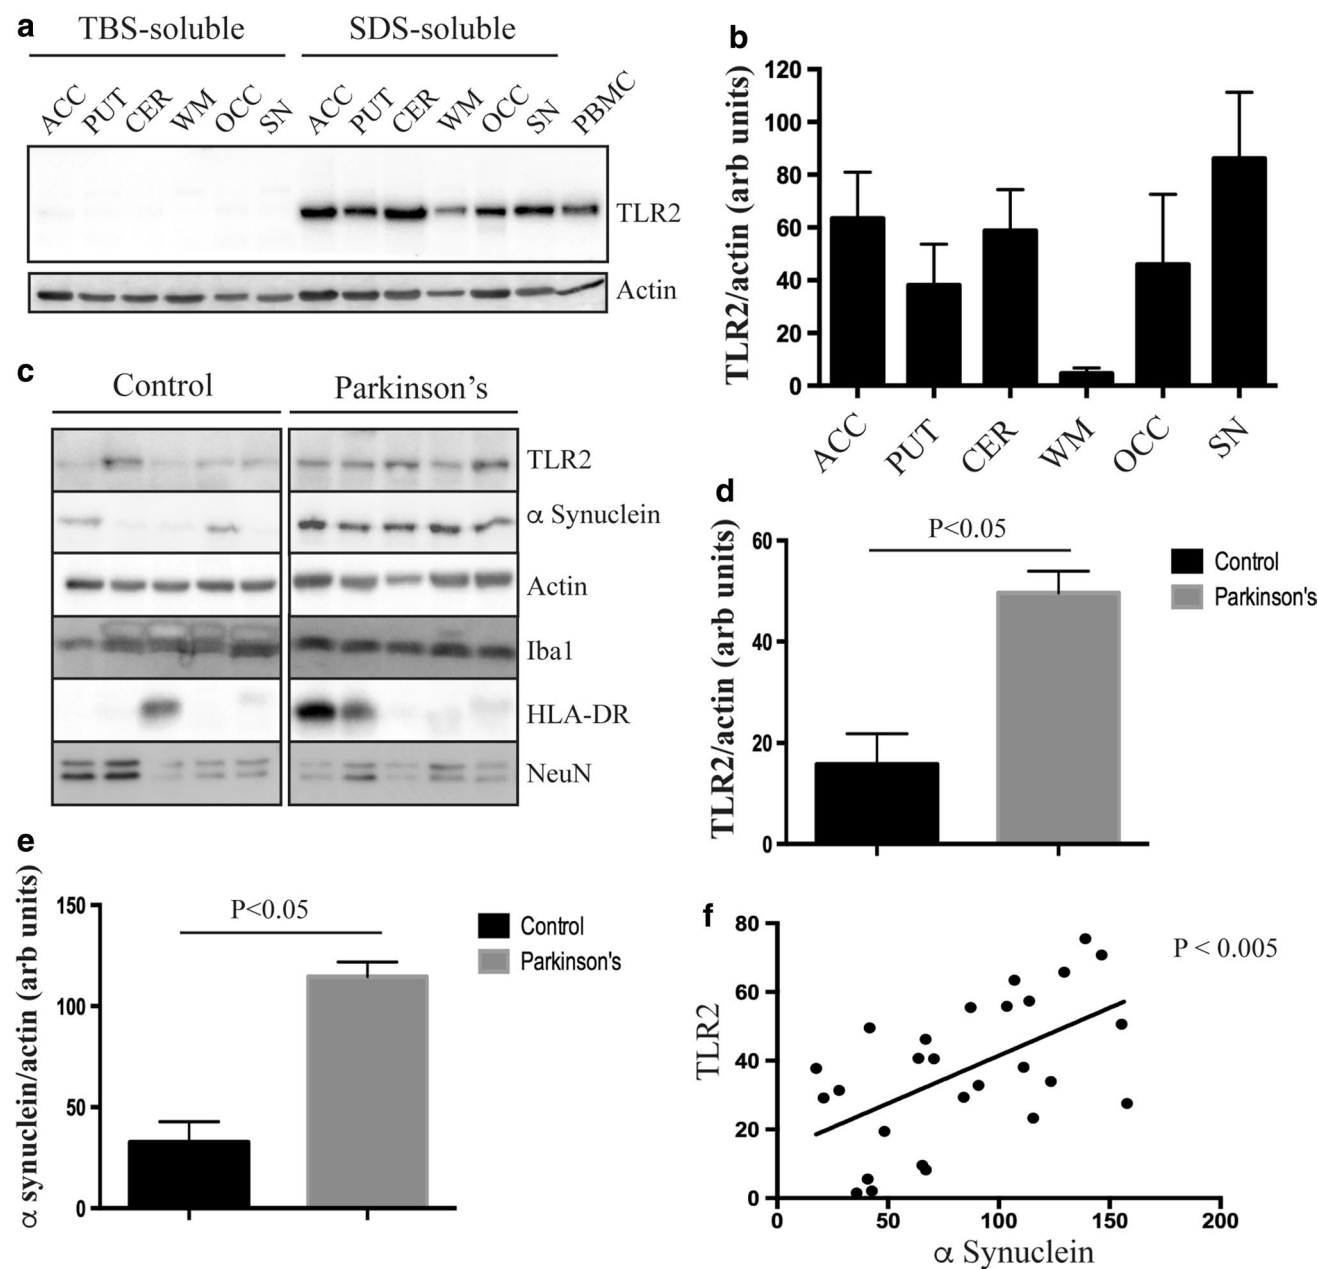 a
TBS-soluble
SDS-soluble
ACC
PUT
CER
WM
OCC
SN
ACC
PUT
CER
WM
OCC
SN
PBMC
TLR2
Actin
b
TLR2/actin (arb units)
120
100
80
60
40
20
0
ACC
PUT
CER
WM
OCC
SN
c
Control
Parkinson's
TLR2
α Synuclein
Actin
Iba1
HLA-DR
NeuN
d
TLR2/actin (arb units)
60
40
20
0
P<0.05
Control
Parkinson's
e
α synuclein/actin (arb units)
150
100
50
0
P<0.05
Control
Parkinson's
f
TLR2
80
60
40
20
0
P < 0.005
0
50
100
150
200
α Synuclein